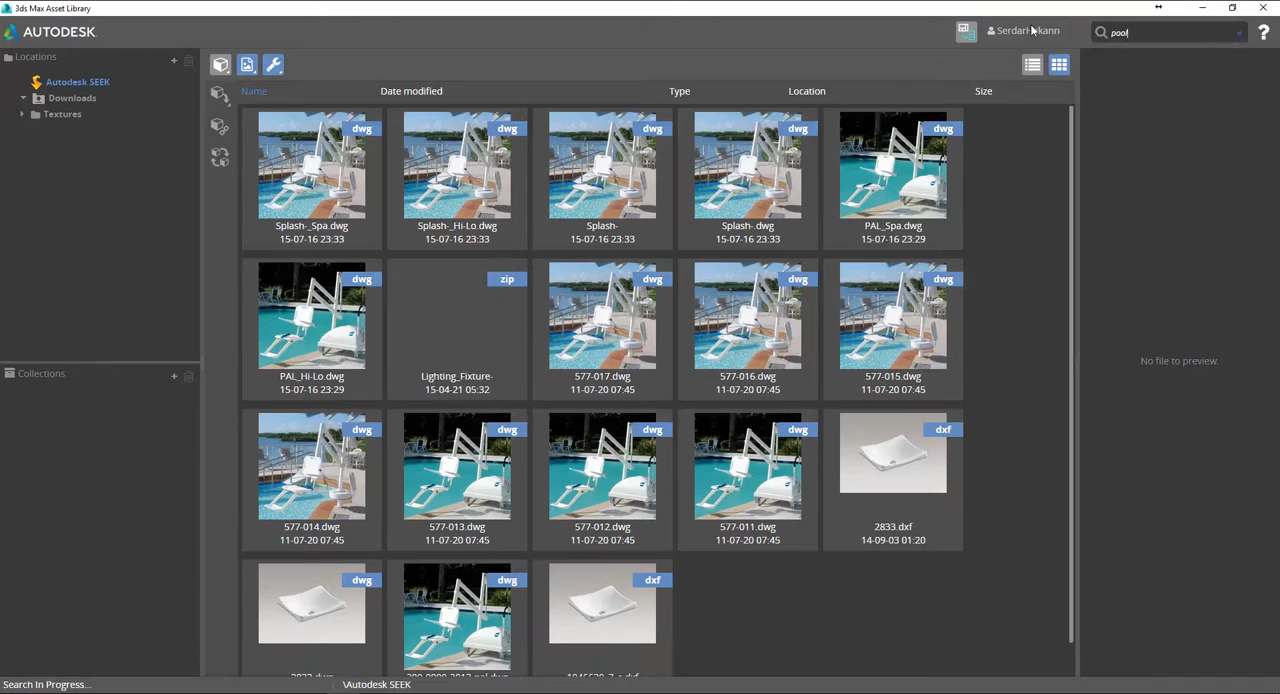 3ds Max Asset Library
AUTODESK
pool
?
Locations
+
Autodesk SEEK
Downloads
Textures
Collections
+
Name Date modified Type Location Size
dwg dwg dwg dwg dwg
Splash-_Spa.dwg Splash-_Hi-Lo.dwg Splash- Splash-.dwg PAL_Spa.dwg
15-07-16 23:33 15-07-16 23:33 15-07-16 23:33 15-07-16 23:33 15-07-16 23:29
dwg zip dwg dwg dwg
PAL_Hi-Lo.dwg Lighting_Fixture- 577-017.dwg 577-016.dwg 577-015.dwg
15-07-16 23:29 15-04-21 05:32 11-07-20 07:45 11-07-20 07:45 11-07-20 07:45
dwg dwg dwg dwg dxf
577-014.dwg 577-013.dwg 577-012.dwg 577-011.dwg 2833.dxf
11-07-20 07:45 11-07-20 07:45 11-07-20 07:45 11-07-20 07:45 14-09-03 01:20
dwg dwg dxf
No file to preview.
Search In Progress... \Autodesk SEEK